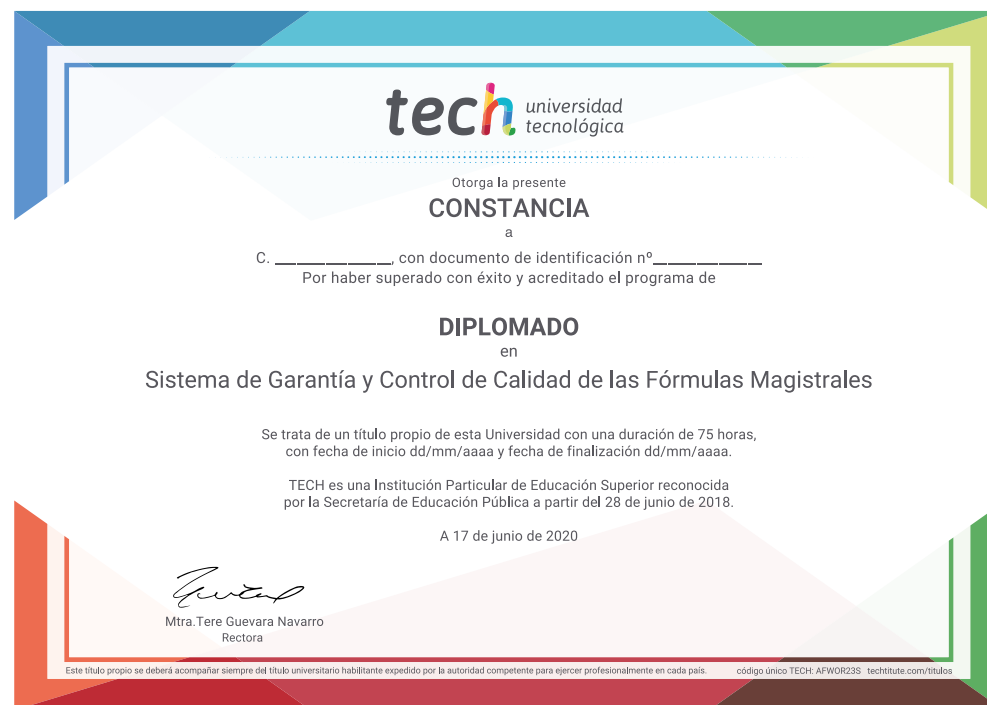 tech universidad
tecnológica
Otorga la presente
CONSTANCIA
a
C. ______________, con documento de identificación nº_____________
Por haber superado con éxito y acreditado el programa de
DIPLOMADO
en
Sistema de Garantía y Control de Calidad de las Fórmulas Magistrales
Se trata de un título propio de esta Universidad con una duración de 75 horas,
con fecha de inicio dd/mm/aaaa y fecha de finalización dd/mm/aaaa.
TECH es una Institución Particular de Educación Superior reconocida
por la Secretaría de Educación Pública a partir del 28 de junio de 2018.
A 17 de junio de 2020
Mtra.Tere Guevara Navarro
Rectora
Este título propio se deberá acompañar siempre del título universitario habilitante expedido por la autoridad competente para ejercer profesionalmente en cada país. código único TECH: AFWOR23S techtitute.com/titulos